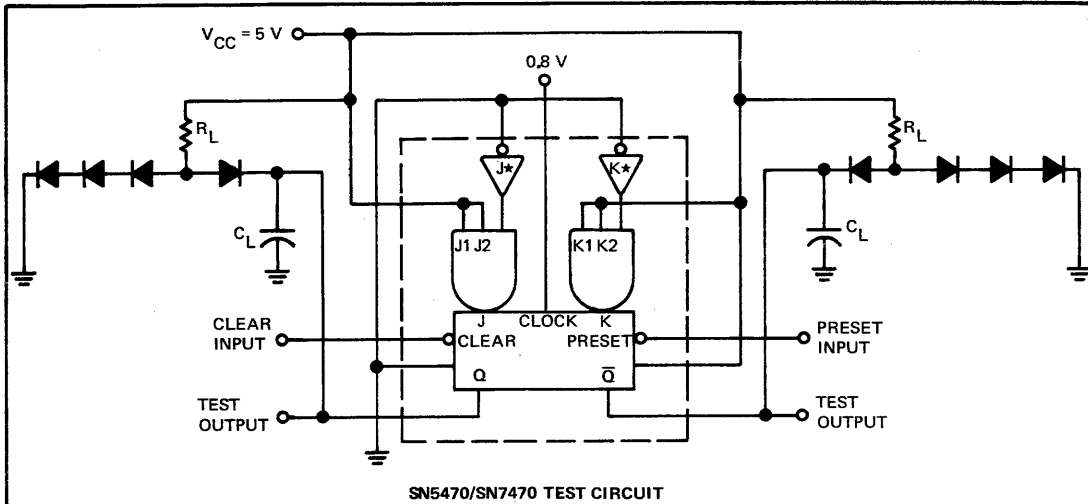 V_CC = 5 V
0.8 V
R_L
R_L
J★
K★
C_L
J1 J2
K1 K2
C_L
J CLOCK K
CLEAR INPUT
CLEAR
PRESET
PRESET INPUT
Q
Q̅
TEST OUTPUT
TEST OUTPUT
SN5470/SN7470 TEST CIRCUIT